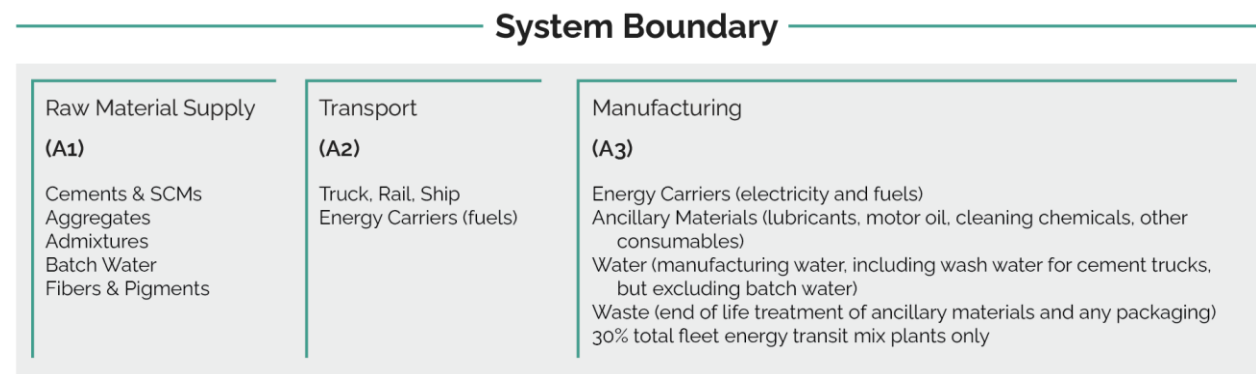 System Boundary
Raw Material Supply
(A1)
Cements & SCMs
Aggregates
Admixtures
Batch Water
Fibers & Pigments
Transport
(A2)
Truck, Rail, Ship
Energy Carriers (fuels)
Manufacturing
(A3)
Energy Carriers (electricity and fuels)
Ancillary Materials (lubricants, motor oil, cleaning chemicals, other
consumables)
Water (manufacturing water, including wash water for cement trucks,
but excluding batch water)
Waste (end of life treatment of ancillary materials and any packaging)
30% total fleet energy transit mix plants only